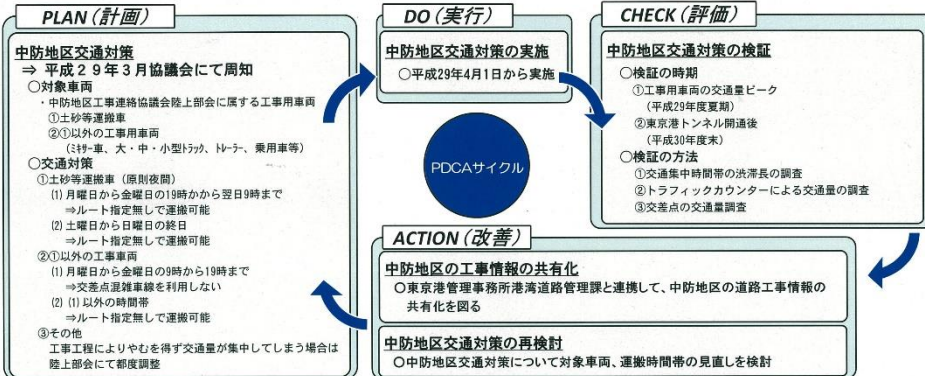 PLAN（計画）
中防地区交通対策
⇒ 平成２９年３月協議会にて周知
○対象車両
・中防地区工事連絡協議会陸上部会に属する工事用車両
①土砂等運搬車
②①以外の工事用車両
(ﾐｷｻｰ車、大・中・小型ﾄﾗｯｸ、ﾄﾚｰﾗｰ、乗用車等)
○交通対策
①土砂等運搬車（原則夜間）
(1) 月曜日から金曜日の19時かから翌日9時まで
⇒ルート指定無しで運搬可能
(2) 土曜日から日曜日の終日
⇒ルート指定無しで運搬可能
②①以外の工事車両
(1) 月曜日から金曜日の9時から19時まで
⇒交差点混雑車線を利用しない
(2) (1) 以外の時間帯
⇒ルート指定無しで運搬可能
③その他
工事工程によりやむを得ず交通量が集中してしまう場合は
陸上部会にて都度調整
DO（実行）
中防地区交通対策の実施
○平成29年4月1日から実施
CHECK（評価）
中防地区交通対策の検証
○検証の時期
①工事用車両の交通量ピーク
（平成29年度夏期）
②東京港トンネル開通後
（平成30年度末）
○検証の方法
①交通集中時間帯の渋滞長の調査
②トラフィックカウンターによる交通量の調査
③交差点の交通量調査
PDCAサイクル
ACTION（改善）
中防地区の工事情報の共有化
○東京港管理事務所港湾道路管理課と連携して、中防地区の道路工事情報の
共有化を図る
中防地区交通対策の再検討
○中防地区交通対策について対象車両、運搬時間帯の見直しを検討